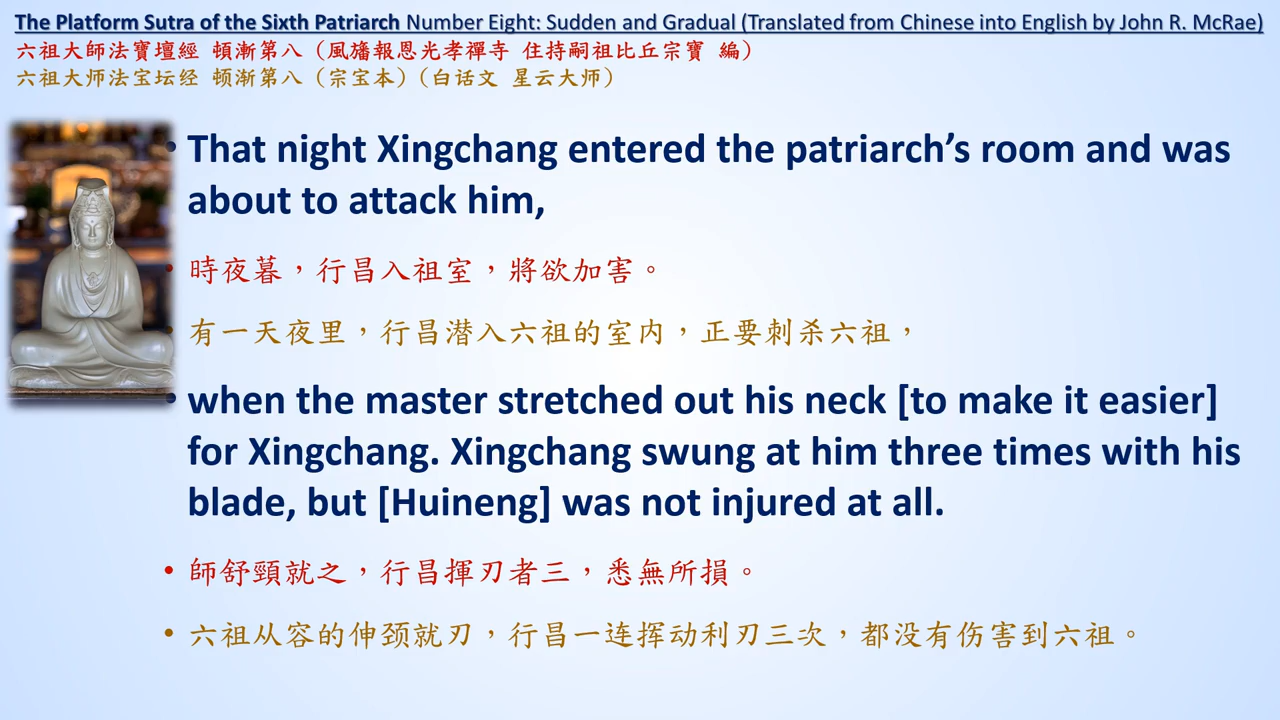 The Platform Sutra of the Sixth Patriarch Number Eight: Sudden and Gradual (Translated from Chinese into English by John R. McRae)
六祖大師法寶壇經 頓漸第八（風旛報恩光孝禪寺 住持嗣祖比丘宗寶 編）
六祖大师法宝坛经 顿渐第八（宗宝本）（白话文 星云大师）
• That night Xingchang entered the patriarch’s room and was
about to attack him,
• 時夜暮，行昌入祖室，將欲加害。
• 有一天夜里，行昌潜入六祖的室内，正要刺杀六祖，
• when the master stretched out his neck [to make it easier]
for Xingchang. Xingchang swung at him three times with his
blade, but [Huineng] was not injured at all.
• 師舒頸就之，行昌揮刃者三，悉無所損。
• 六祖从容的伸颈就刃，行昌一连挥动利刃三次，都没有伤害到六祖。